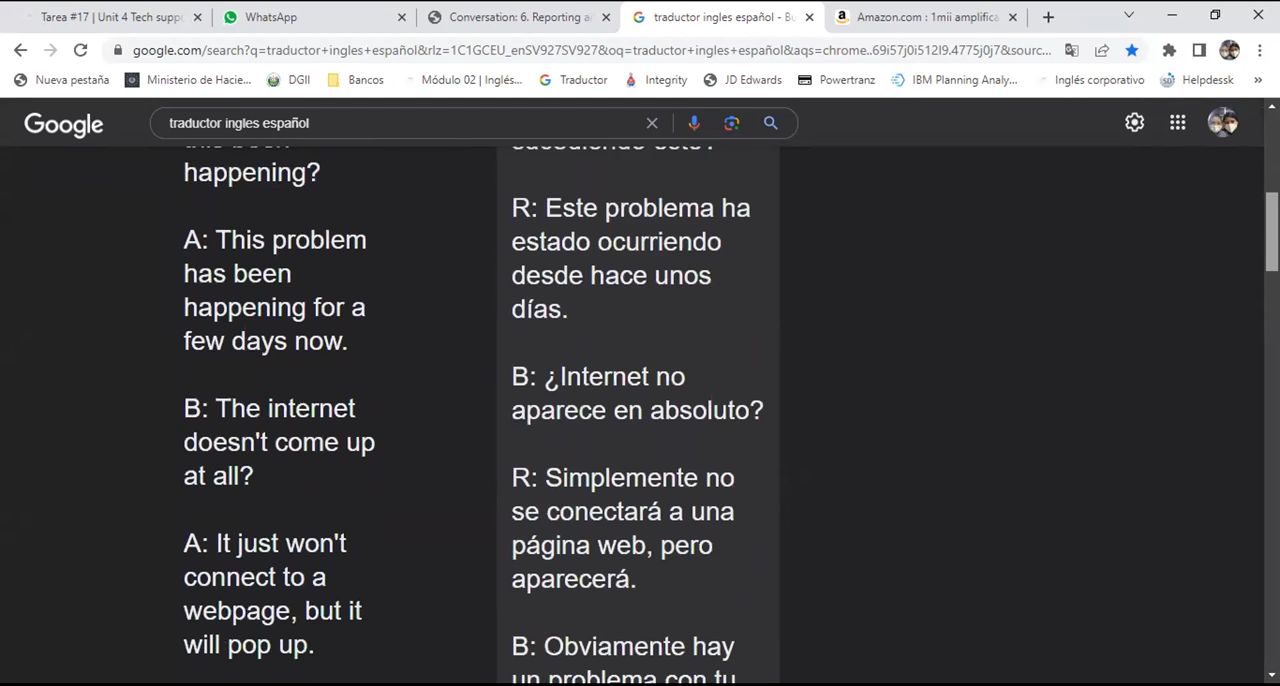 Tarea #17 | Unit 4 Tech supp
WhatsApp
Conversation: 6. Reporting a
traductor ingles español - Bu
Amazon.com : 1mii amplifica
google.com/search?q=traductor+ingles+español&rlz=1C1GCEU_enSV927SV927&oq=traductor+ingles+español&aqs=chrome..69i57j0i512l9.4775j0j7&sourc...
Nueva pestaña
Ministerio de Hacie...
DGII
Bancos
Módulo 02 | Inglés...
Traductor
Integrity
JD Edwards
Powertranz
IBM Planning Analy...
Inglés corporativo
Helpdessk
»
Google
traductor ingles español
happening?
A: This problem
has been
happening for a
few days now.
B: The internet
doesn't come up
at all?
A: It just won't
connect to a
webpage, but it
will pop up.
R: Este problema ha
estado ocurriendo
desde hace unos
días.
B: ¿Internet no
aparece en absoluto?
R: Simplemente no
se conectará a una
página web, pero
aparecerá.
B: Obviamente hay
un problema con tu